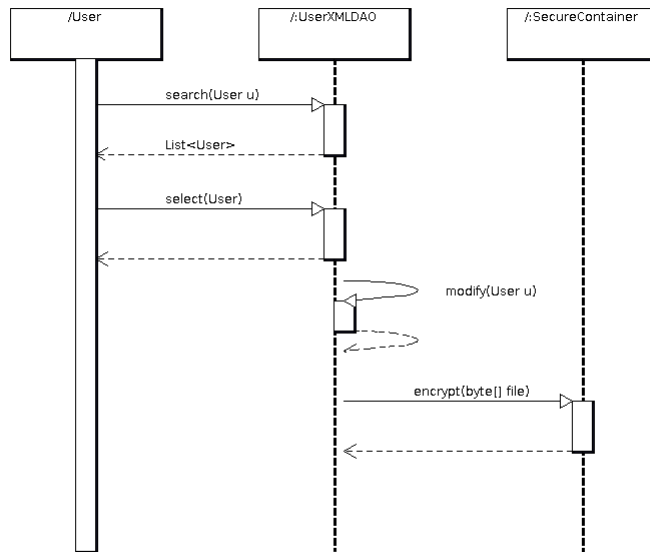 /User
/:UserXMLDAO
/:SecureContainer
search(User u)
List<User>
select(User)
modify(User u)
encrypt(byte[] file)